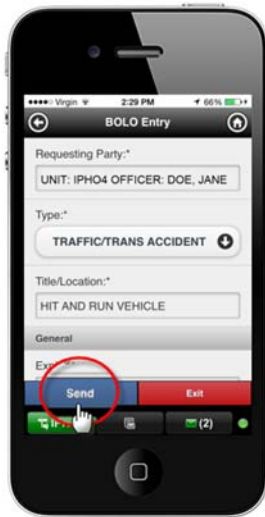 Virgin 2:29 PM 66%
BOLO Entry
Requesting Party:*
UNIT: IPHO4 OFFICER: DOE, JANE
Type:*
TRAFFIC/TRANS ACCIDENT
Title/Location:*
HIT AND RUN VEHICLE
General
Send Exit
(2)